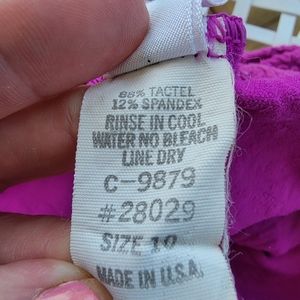 88% TACTEL
12% SPANDEX
RINSE IN COOL
WATER NO BLEACH
LINE DRY
C-9879
#28029
SIZE 10
MADE IN U.S.A.